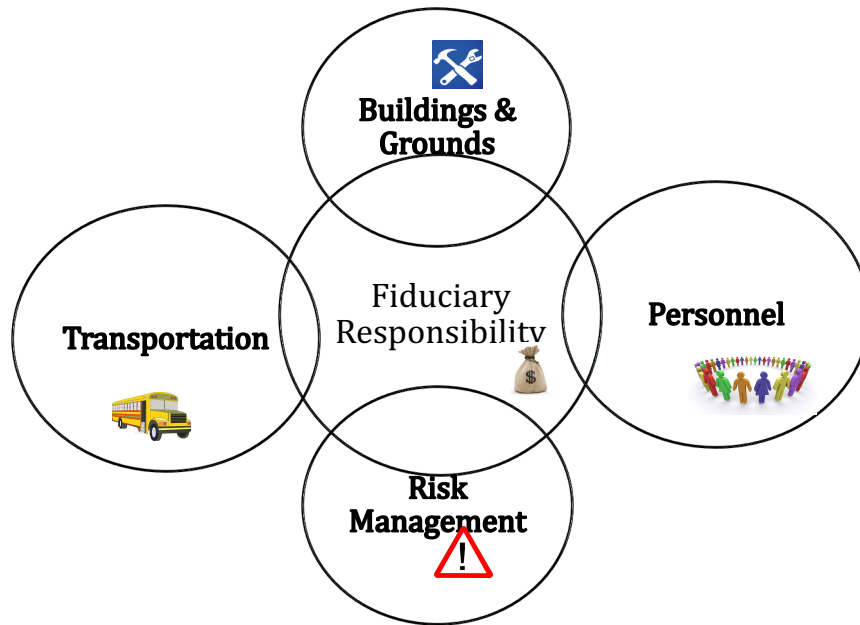 Buildings &
Grounds
Fiduciary
Responsibility
Transportation
Personnel
$
Risk
Management
!